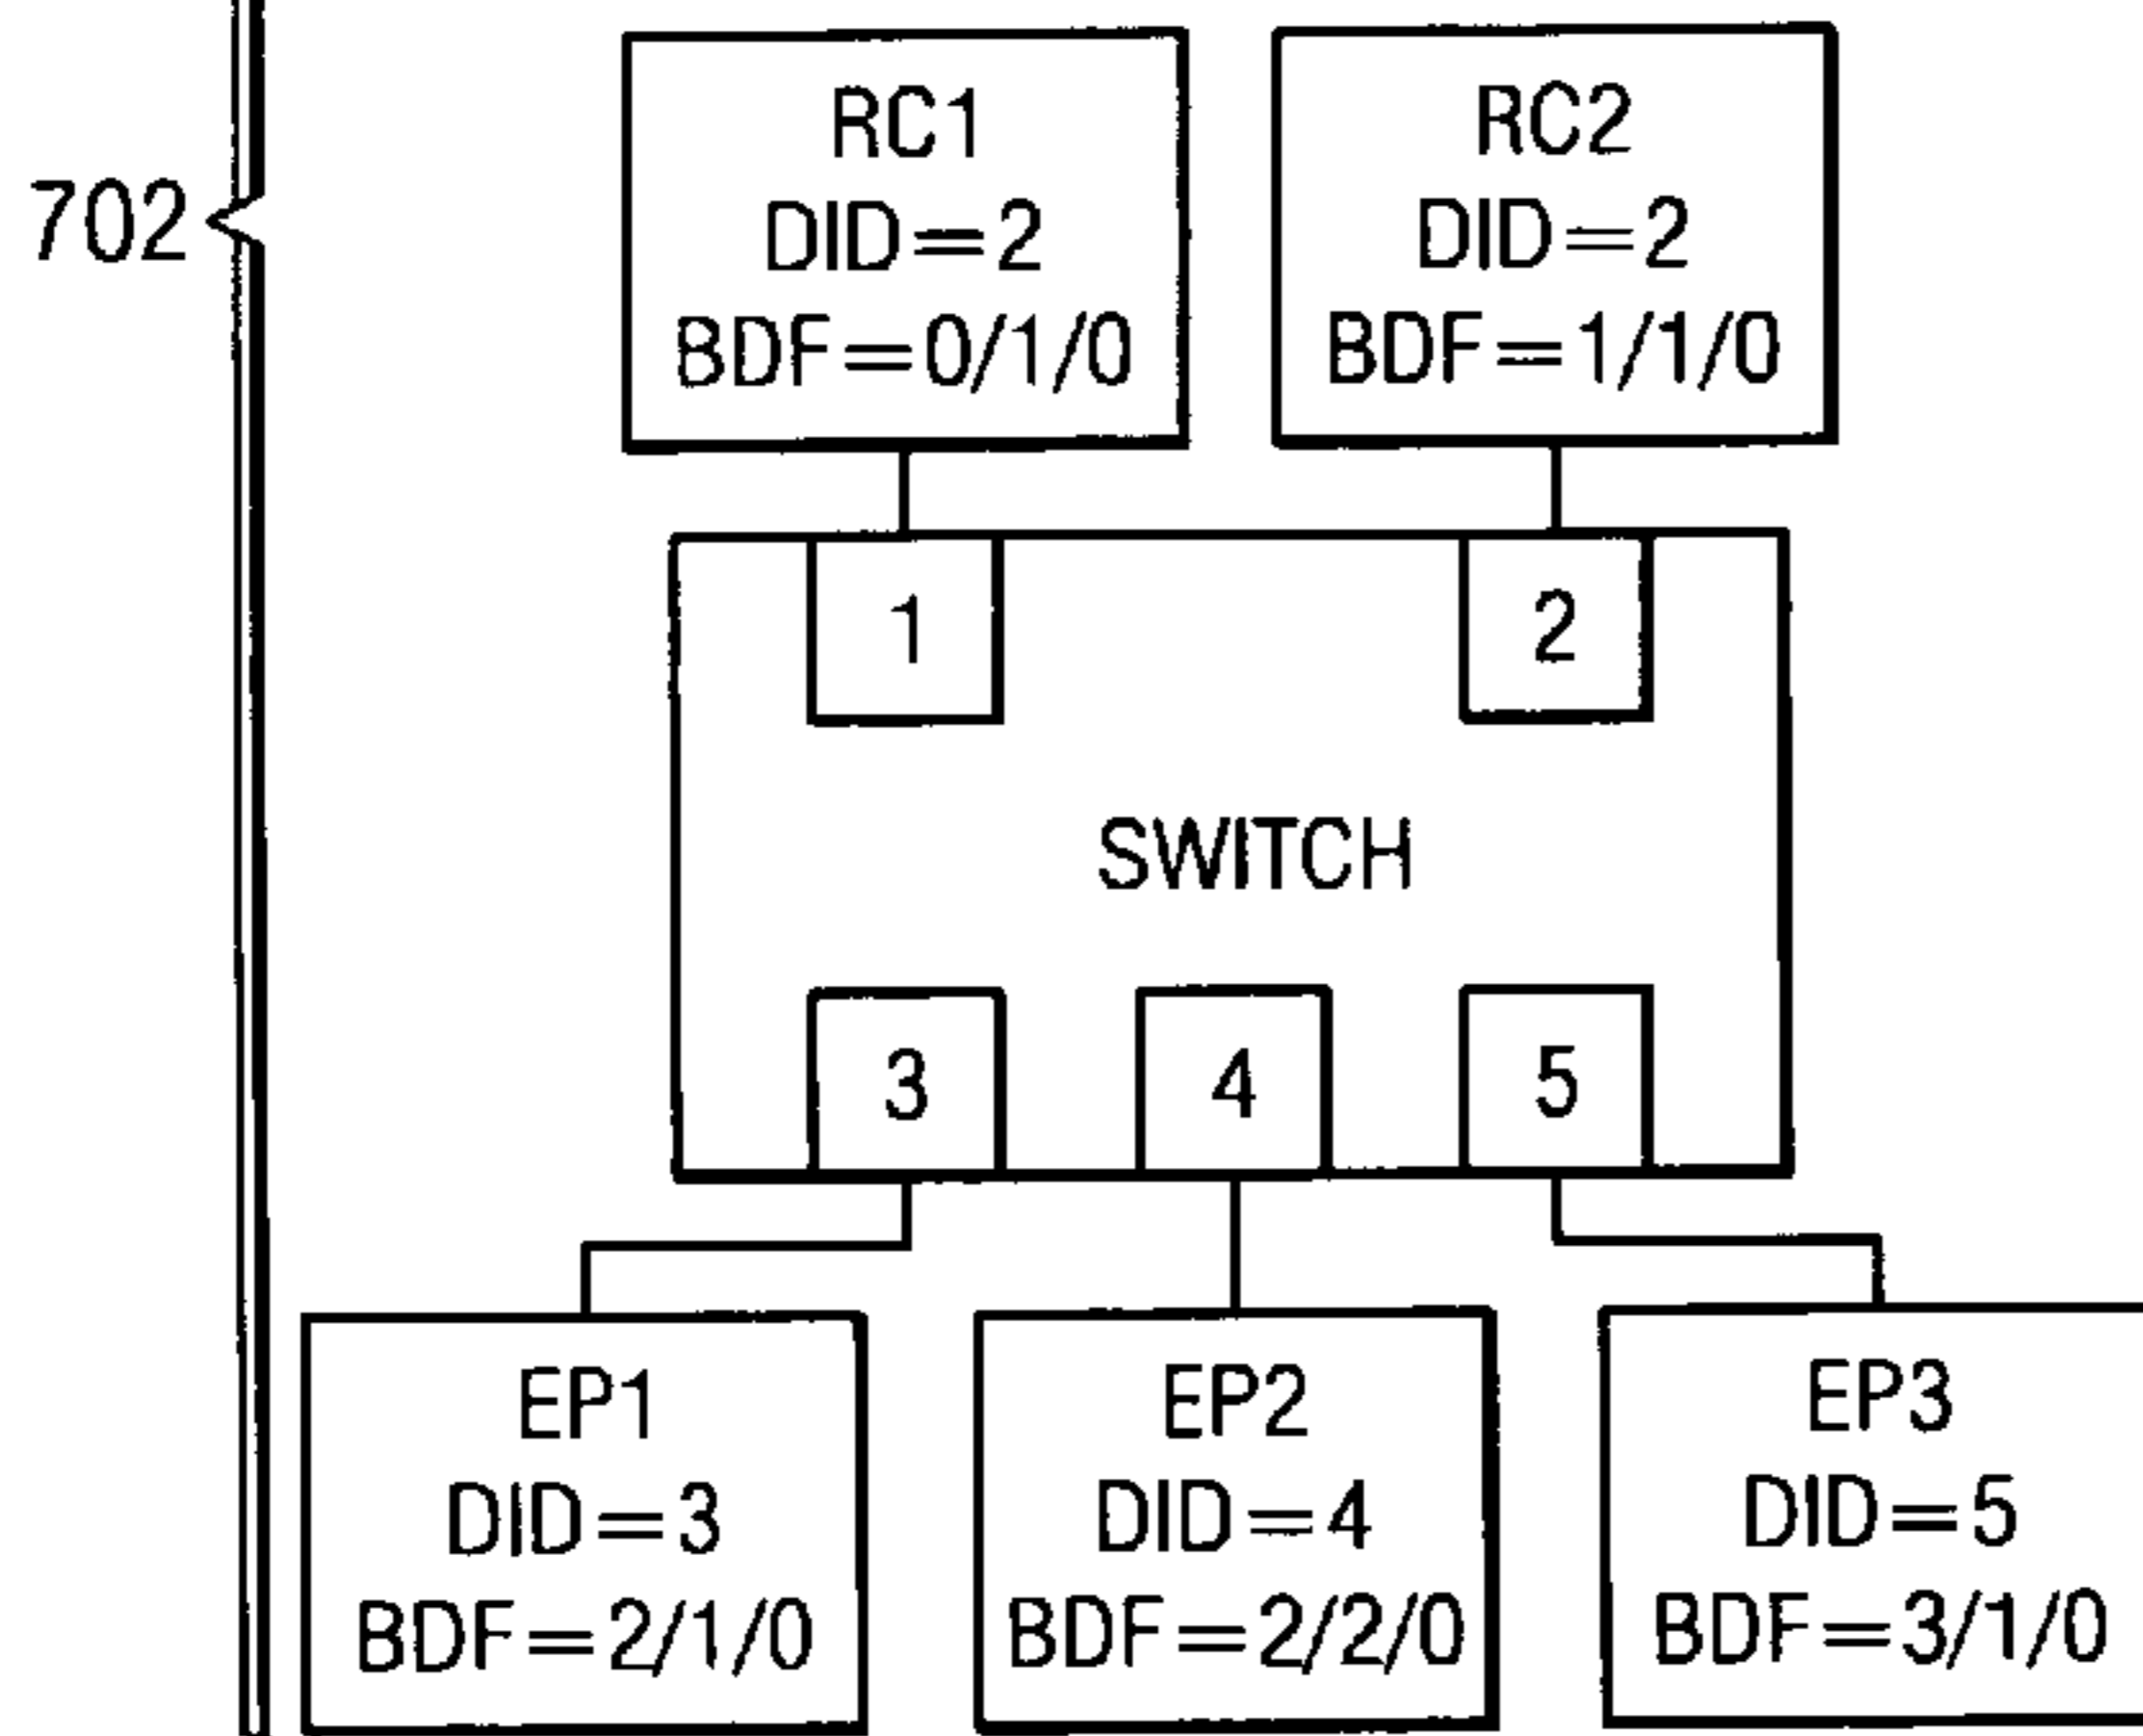 702
RC1
DID=2
BDF=0/1/0
RC2
DID=2
BDF=1/1/0
1
2
SWITCH
3
4
5
EP1
DID=3
BDF=2/1/0
EP2
DID=4
BDF=2/2/0
EP3
DID=5
BDF=3/1/0